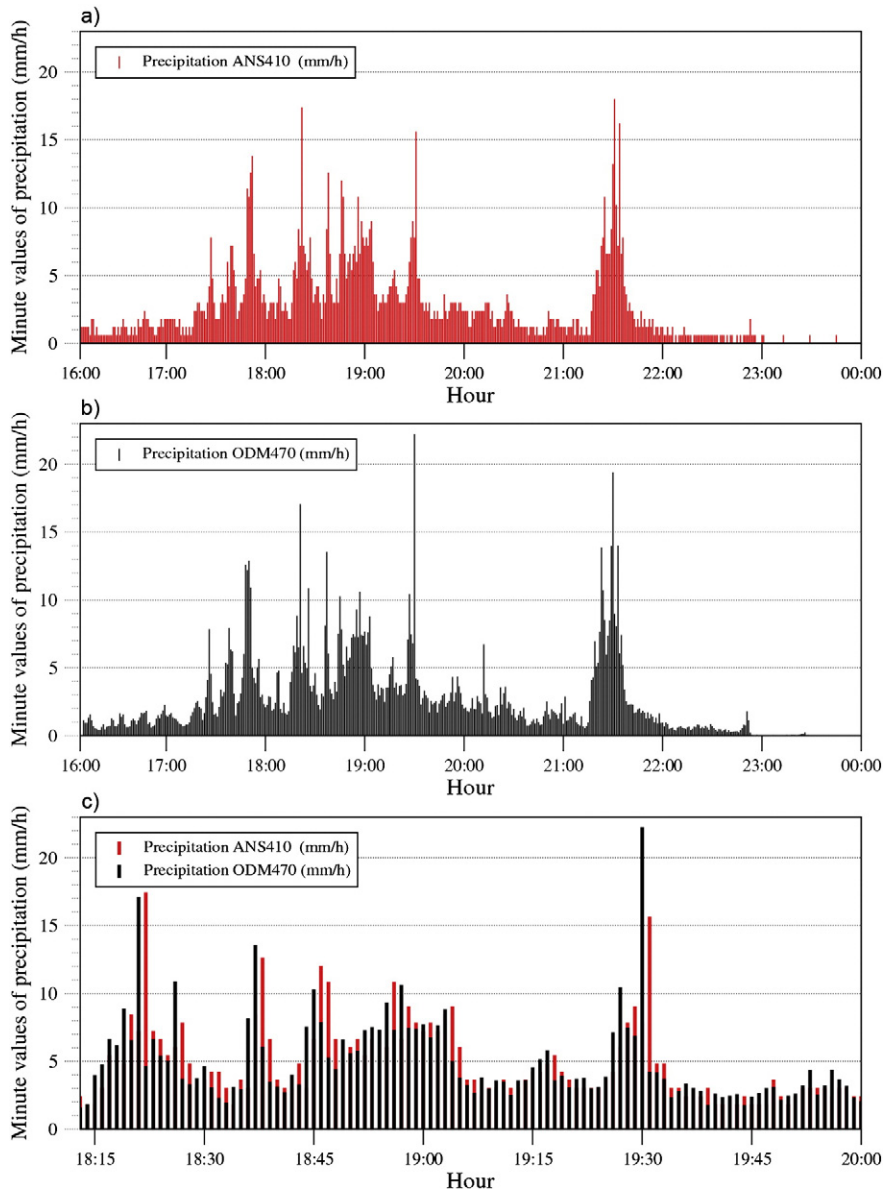 a)
Minute values of precipitation (mm/h)
20
15
10
5
0
Precipitation ANS410 (mm/h)
16:00 17:00 18:00 19:00 20:00 21:00 22:00 23:00 00:00
Hour
b)
Minute values of precipitation (mm/h)
20
15
10
5
0
Precipitation ODM470 (mm/h)
16:00 17:00 18:00 19:00 20:00 21:00 22:00 23:00 00:00
Hour
c)
Minute values of precipitation (mm/h)
20
15
10
5
0
Precipitation ANS410 (mm/h)
Precipitation ODM470 (mm/h)
18:15 18:30 18:45 19:00 19:15 19:30 19:45 20:00
Hour